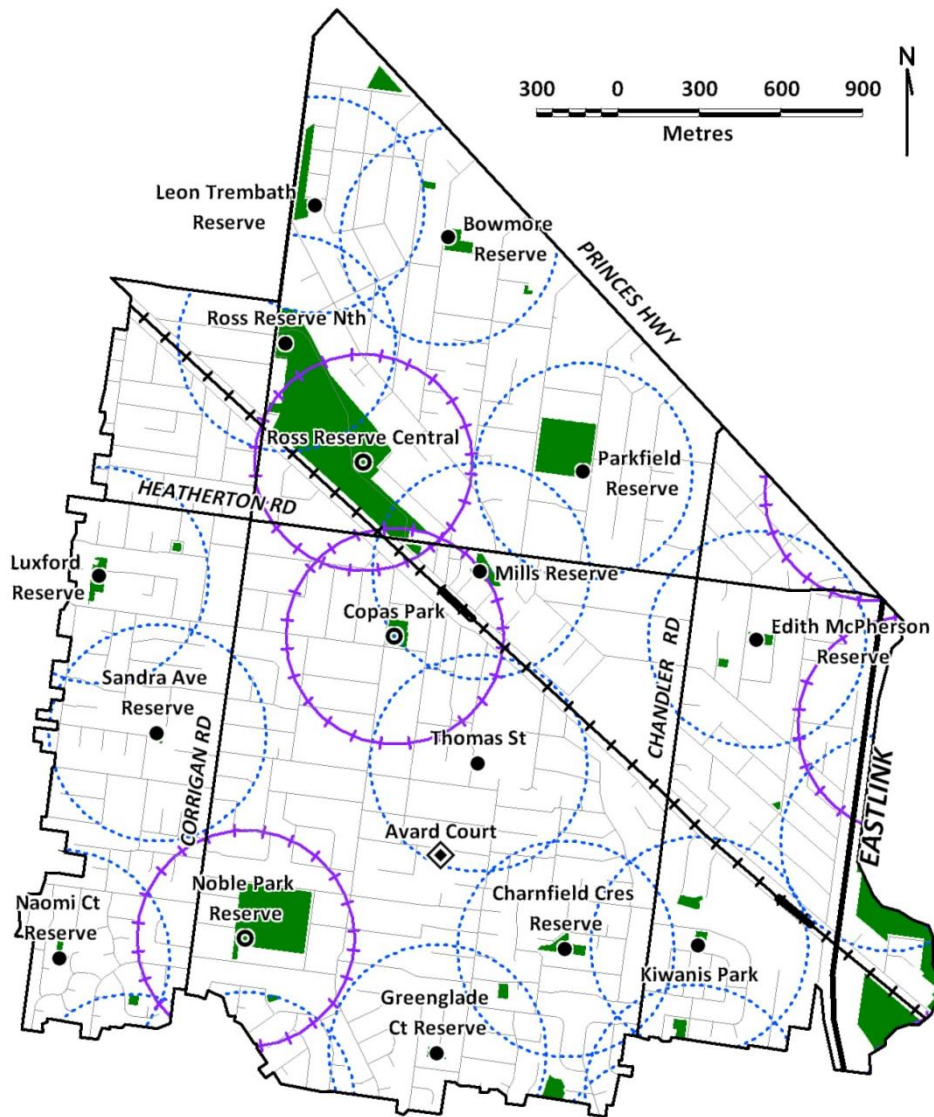 N
300 0 300 600 900
Metres
Leon Trembath
Reserve
Bowmore
Reserve
PRINCES HWY
Ross Reserve Nth
Ross Reserve Central
Parkfield
Reserve
HEATHERTON RD
Luxford
Reserve
Mills Reserve
Copas Park
Edith McPherson
Reserve
Sandra Ave
Reserve
CORRIGAN RD
CHANDLER RD
Thomas St
EASTLINK
Avard Court
Noble Park
Reserve
Charnfield Cres
Reserve
Naomi Ct
Reserve
Kiwanis Park
Greenglade
Ct Reserve